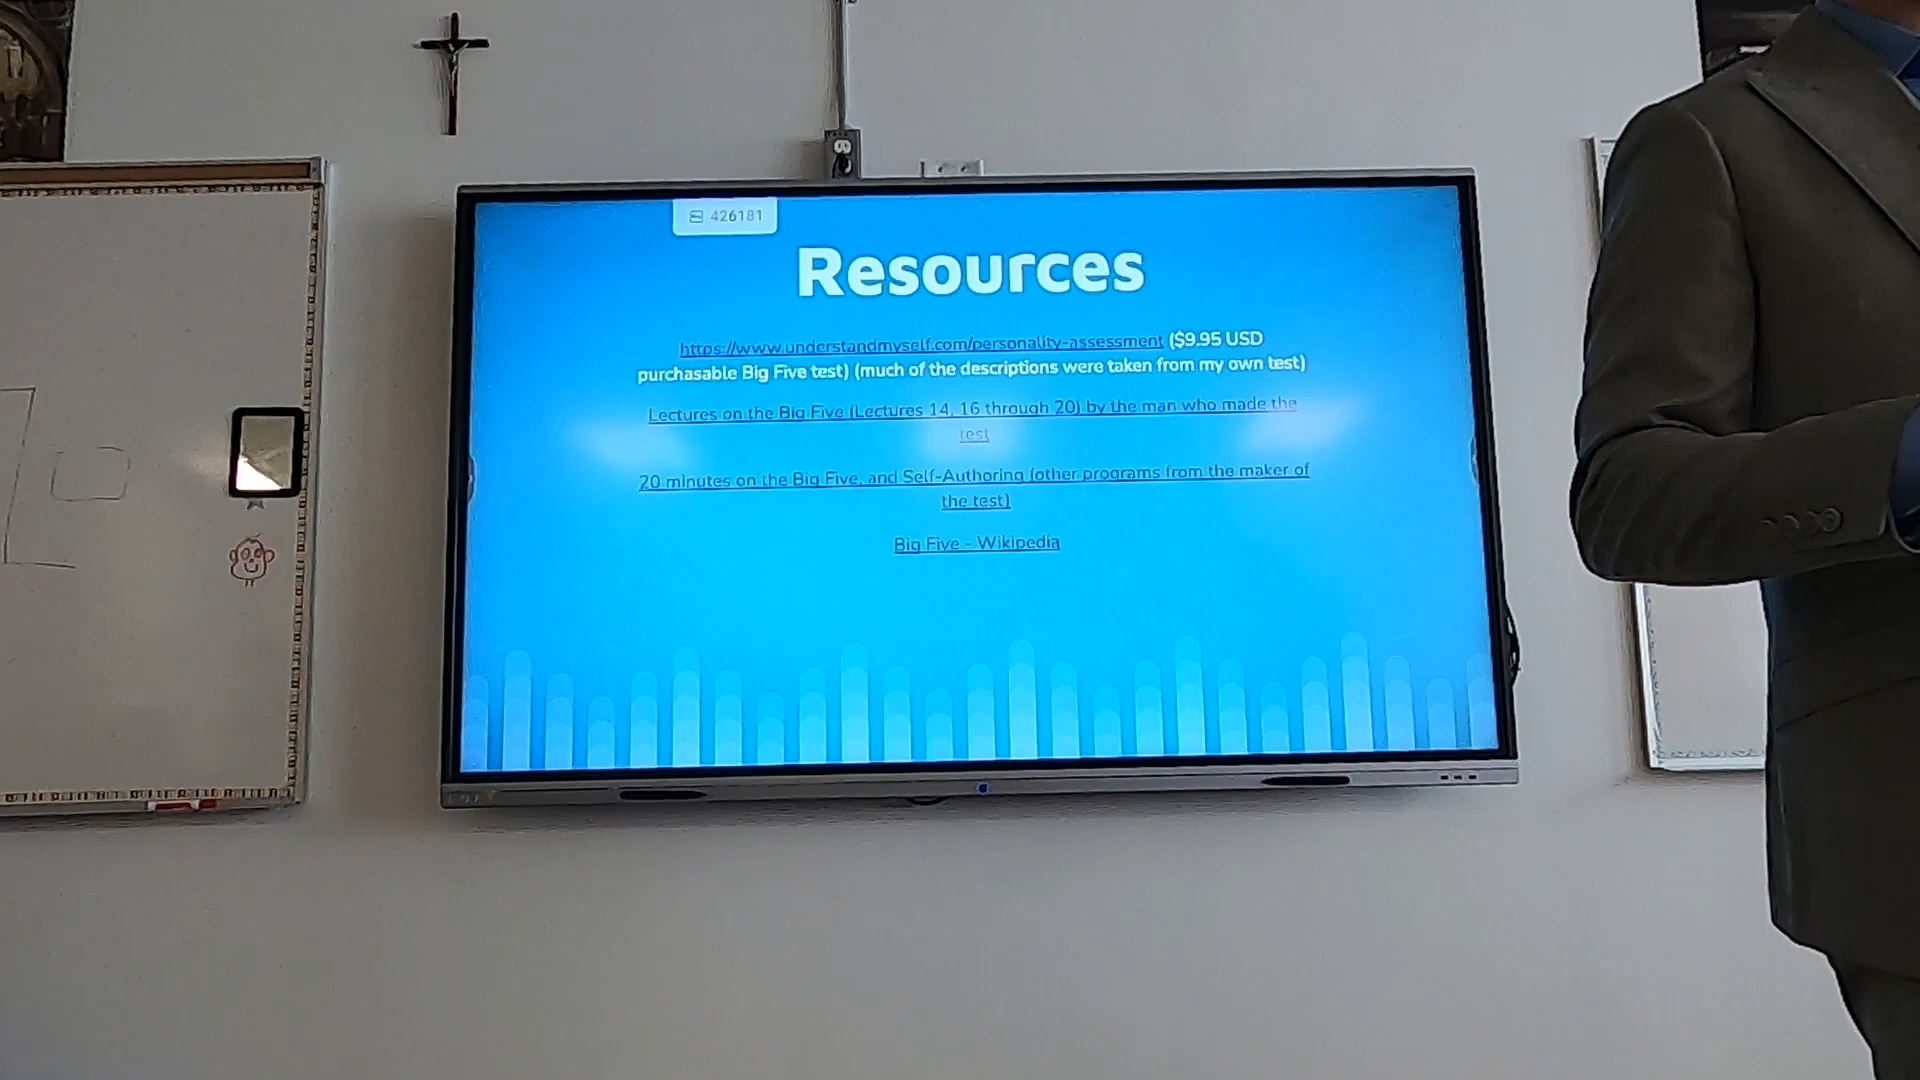 426181
Resources
https://www.understandmyself.com/personality-assessment ($9.95 USD
purchasable Big Five test) (much of the descriptions were taken from my own test)
Lectures on the Big Five (Lectures 14, 16 through 20) by the man who made the
test
20 minutes on the Big Five, and Self-Authoring (other programs from the maker of
the test)
Big Five - Wikipedia